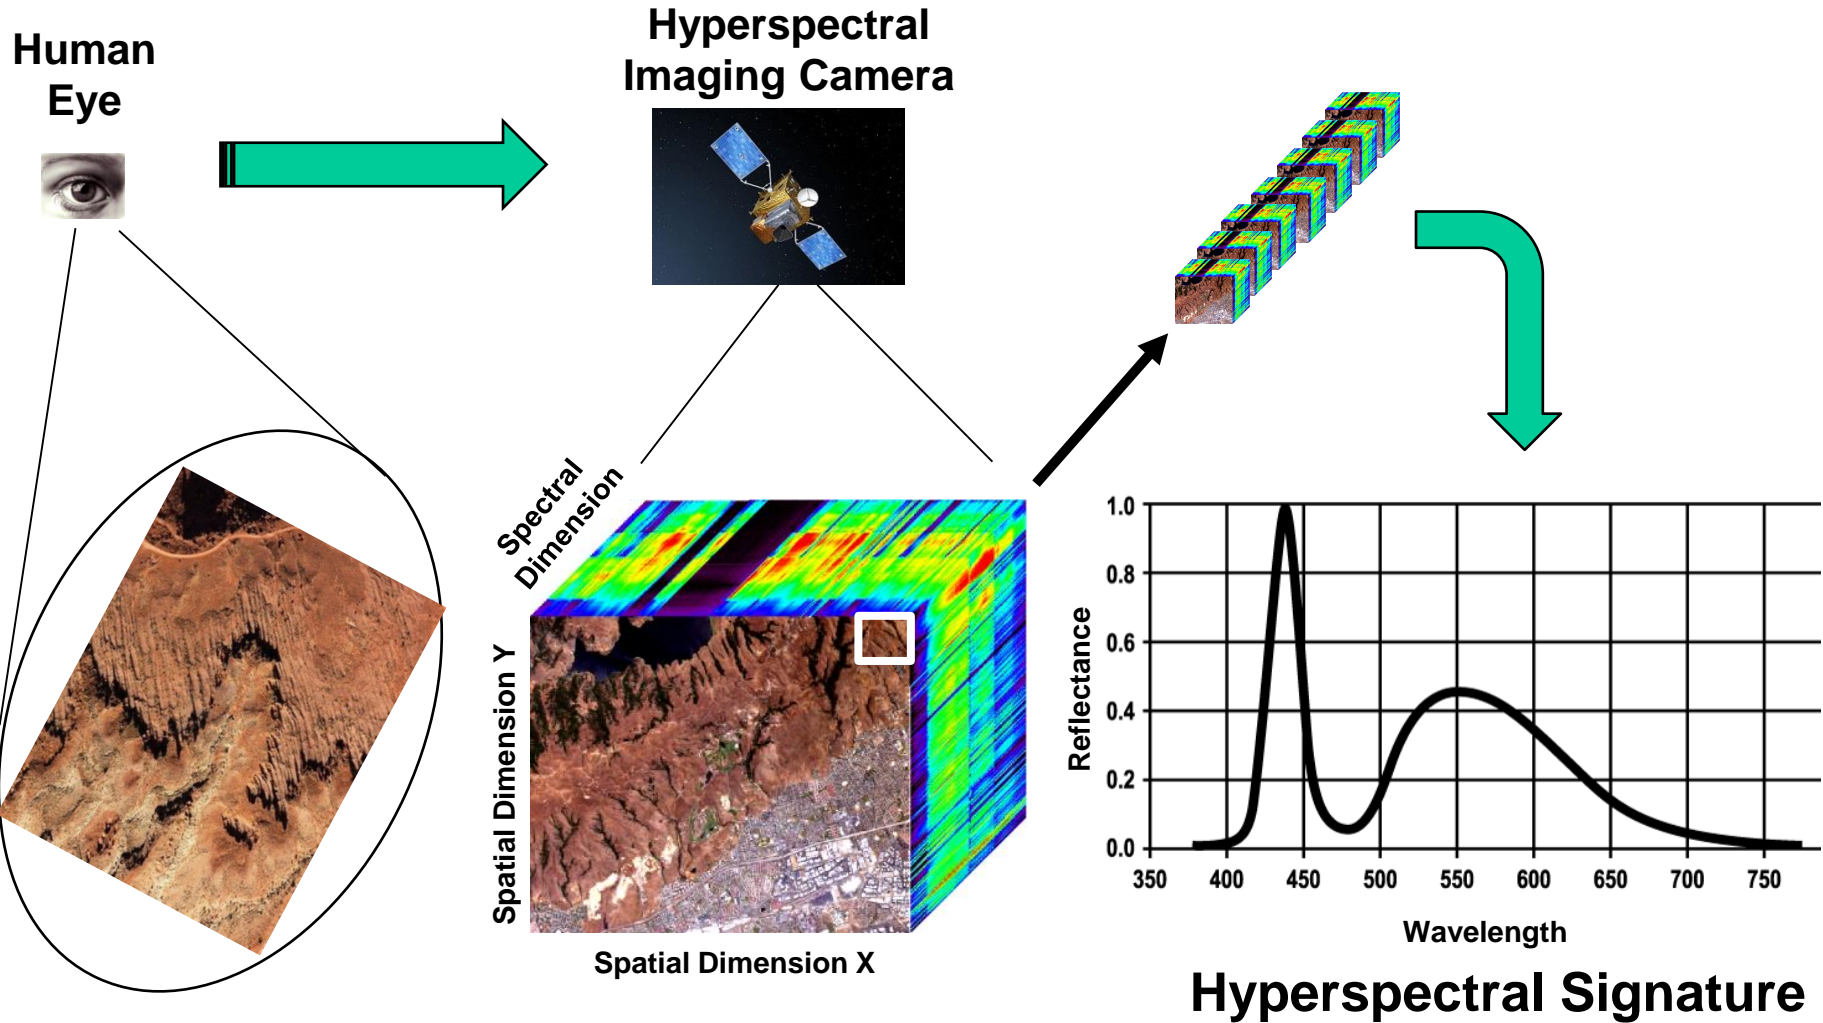 Human
Eye
Hyperspectral
Imaging Camera
Spectral
Dimension
Spatial Dimension Y
Spatial Dimension X
1.0
0.8
0.6
0.4
0.2
0.0
Reflectance
350 400 450 500 550 600 650 700 750
Wavelength
Hyperspectral Signature